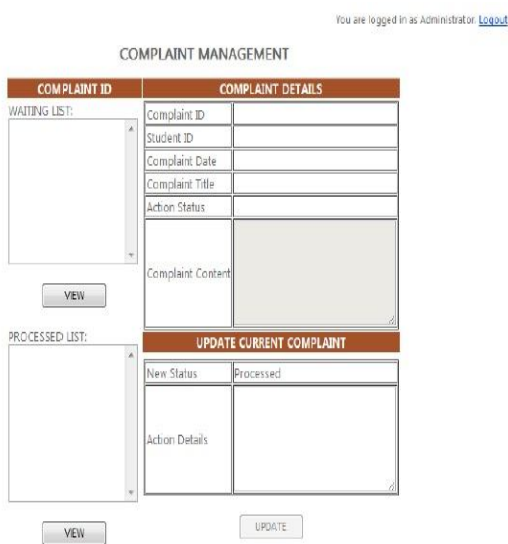 You are logged in as Administrator. Logout
COMPLAINT MANAGEMENT
COMPLAINT ID
COMPLAINT DETAILS
WAITING LIST:
Complaint ID
Student ID
Complaint Date
Complaint Title
Action Status
Complaint Content
VIEW
PROCESSED LIST:
UPDATE CURRENT COMPLAINT
New Status Processed
Action Details
UPDATE
VIEW